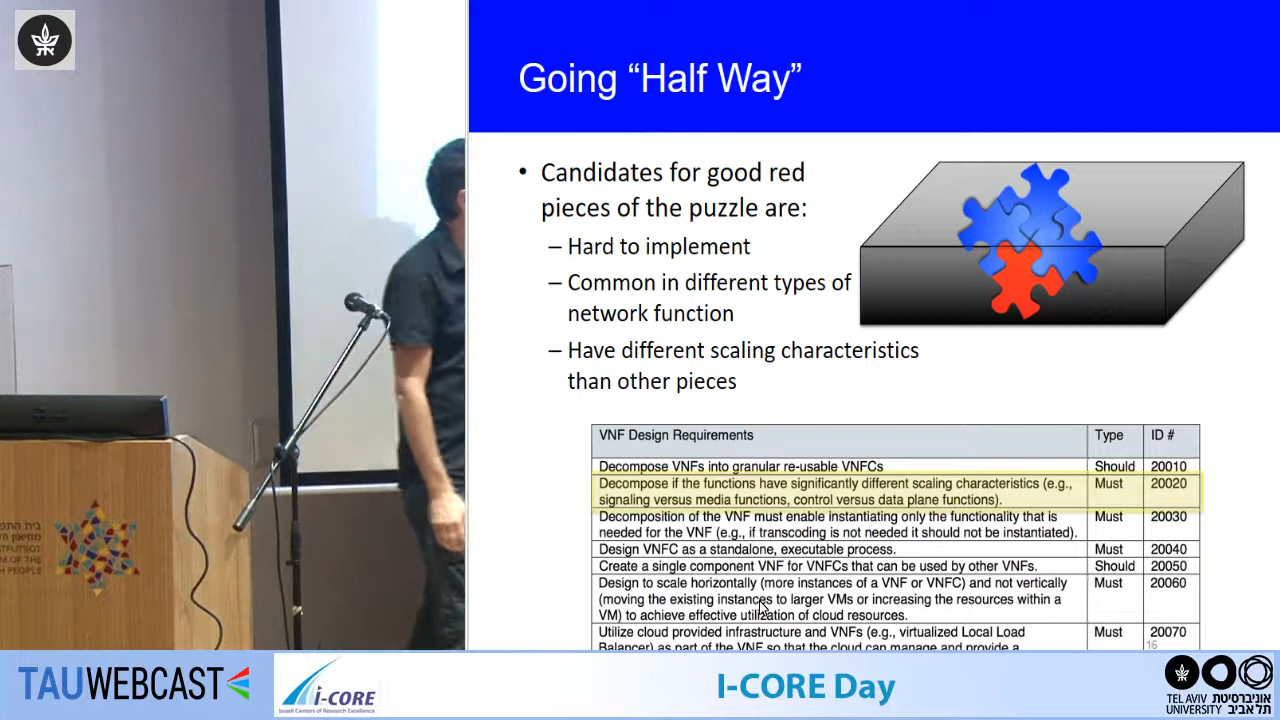 Going “Half Way”
• Candidates for good red
pieces of the puzzle are:
– Hard to implement
– Common in different types of
network function
– Have different scaling characteristics
than other pieces
VNF Design Requirements Type ID #
Decompose VNFs into granular re-usable VNFCs Should 20010
Decompose if the functions have significantly different scaling characteristics (e.g., Must 20020
signaling versus media functions, control versus data plane functions).
Decomposition of the VNF must enable instantiating only the functionality that is Must 20030
needed for the VNF (e.g., if transcoding is not needed it should not be instantiated).
Design VNFC as a standalone, executable process. Must 20040
Create a single component VNF for VNFCs that can be used by other VNFs. Should 20050
Design to scale horizontally (more instances of a VNF or VNFC) and not vertically Must 20060
(moving the existing instances to larger VMs or increasing the resources within a
VM) to achieve effective utilization of cloud resources.
Utilize cloud provided infrastructure and VNFs (e.g., virtualized Local Load Must 20070
Balancer) as part of the VNF so that the cloud can manage and provide a
16
בית התפ
מוזיאון הע
TFUTSOT
M OF THE
H PEOPLE
TAUWEBCAST
i-CORE
Israeli Centers of Research Excellence
I-CORE Day
TEL AVIV אוניברסיטת
UNIVERSITY תל אביב